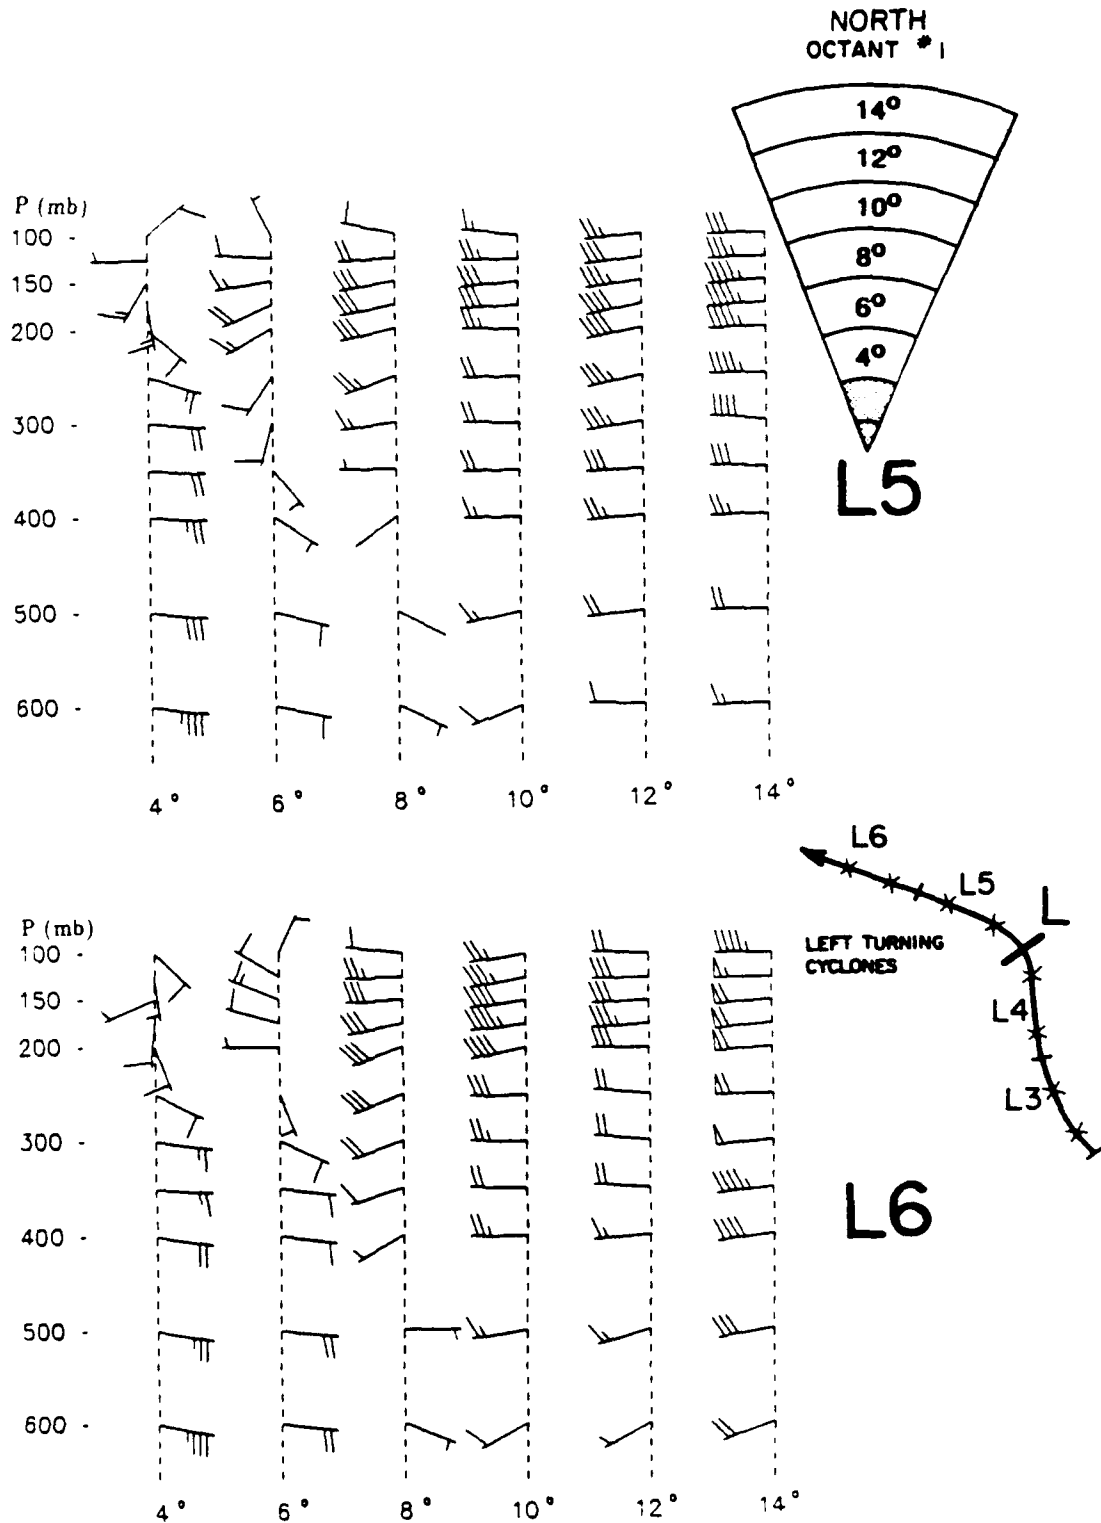 NORTH
OCTANT #1
14°
12°
10°
8°
6°
4°
L5
P (mb)
100 -
150 -
200 -
300 -
400 -
500 -
600 -
4° 6° 8° 10° 12° 14°
L6
L5
L
LEFT TURNING
CYCLONES
L4
L3
L6
P (mb)
100 -
150 -
200 -
300 -
400 -
500 -
600 -
4° 6° 8° 10° 12° 14°